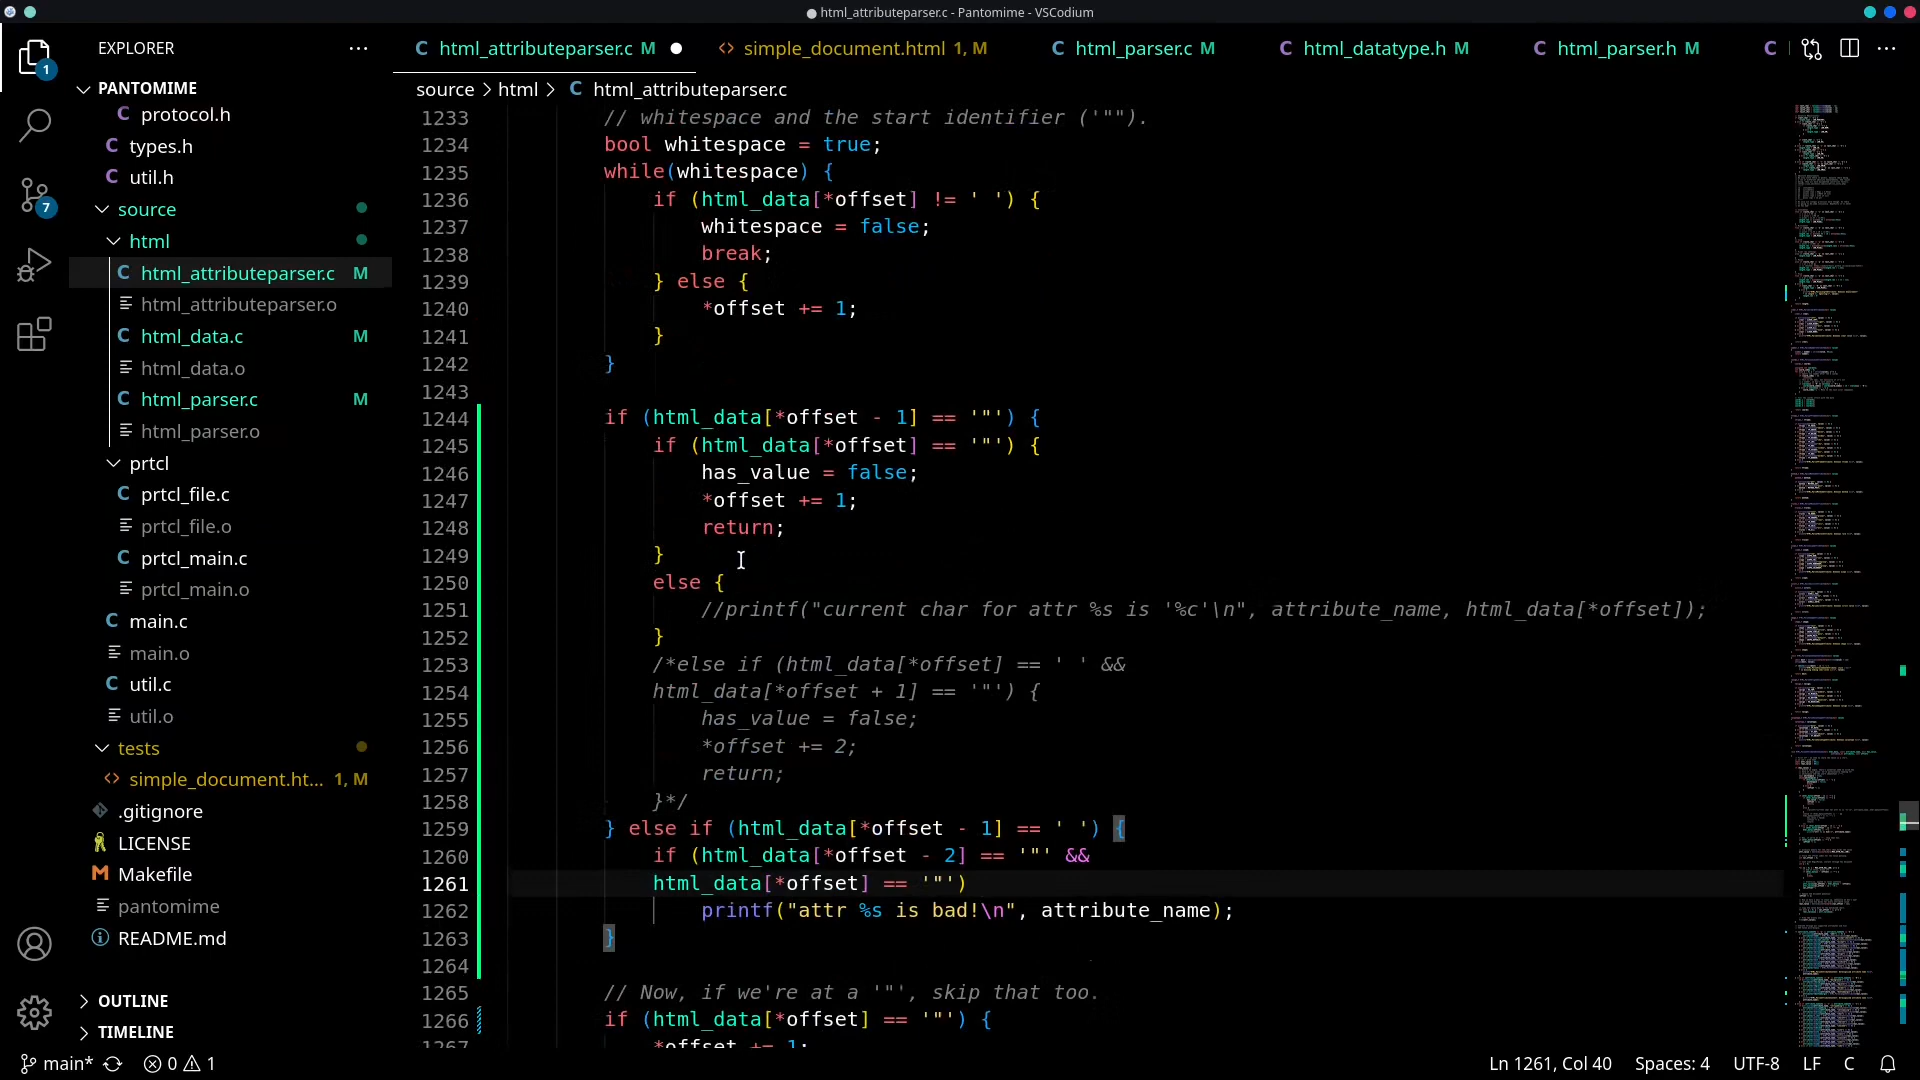 html_attributeparser.c - Pantomime - VSCodium
EXPLORER
PANTOMIME
protocol.h
types.h
util.h
source
html
html_attributeparser.c M
html_attributeparser.o
html_data.c M
html_data.o
html_parser.c M
html_parser.o
prtcl
prtcl_file.c
prtcl_file.o
prtcl_main.c
prtcl_main.o
main.c
main.o
util.c
util.o
tests
simple_document.ht... 1, M
.gitignore
LICENSE
Makefile
pantomime
README.md
OUTLINE
TIMELINE
1
7
C html_attributeparser.c M
simple_document.html 1, M
C html_parser.c M
C html_datatype.h M
C html_parser.h M
C
source > html > C html_attributeparser.c
1233 // whitespace and the start identifier ('"").
1234 bool whitespace = true;
1235 while(whitespace) {
1236 if (html_data[*offset] != ' ') {
1237 whitespace = false;
1238 break;
1239 } else {
1240 *offset += 1;
1241 }
1242 }
1243
1244 if (html_data[*offset - 1] == '"') {
1245 if (html_data[*offset] == '"') {
1246 has_value = false;
1247 *offset += 1;
1248 return;
1249 }
1250 else {
1251 //printf("current char for attr %s is '%c'\n", attribute_name, html_data[*offset]);
1252 }
1253 /*else if (html_data[*offset] == ' ' &&
1254 html_data[*offset + 1] == '"') {
1255 has_value = false;
1256 *offset += 2;
1257 return;
1258 }*/
1259 } else if (html_data[*offset - 1] == ' ') {
1260 if (html_data[*offset - 2] == '"' &&
1261 html_data[*offset] == '"')
1262 printf("attr %s is bad!\n", attribute_name);
1263 }
1264
1265 // Now, if we're at a '"', skip that too.
1266 if (html_data[*offset] == '"') {
1267 *offset += 1;
main* 0 1
Ln 1261, Col 40 Spaces: 4 UTF-8 LF C